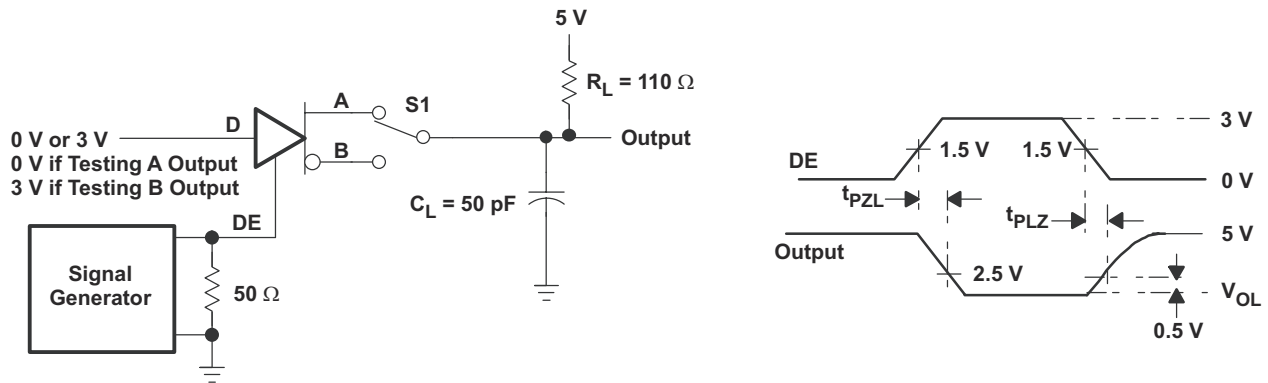 5 V
R_L = 110 Ω
A
S1
D
0 V or 3 V
Output
0 V if Testing A Output
B
3 V if Testing B Output
C_L = 50 pF
DE
Signal
Generator
50 Ω
3 V
DE
1.5 V
1.5 V
0 V
t_PZL
t_PLZ
5 V
Output
2.5 V
V_OL
0.5 V